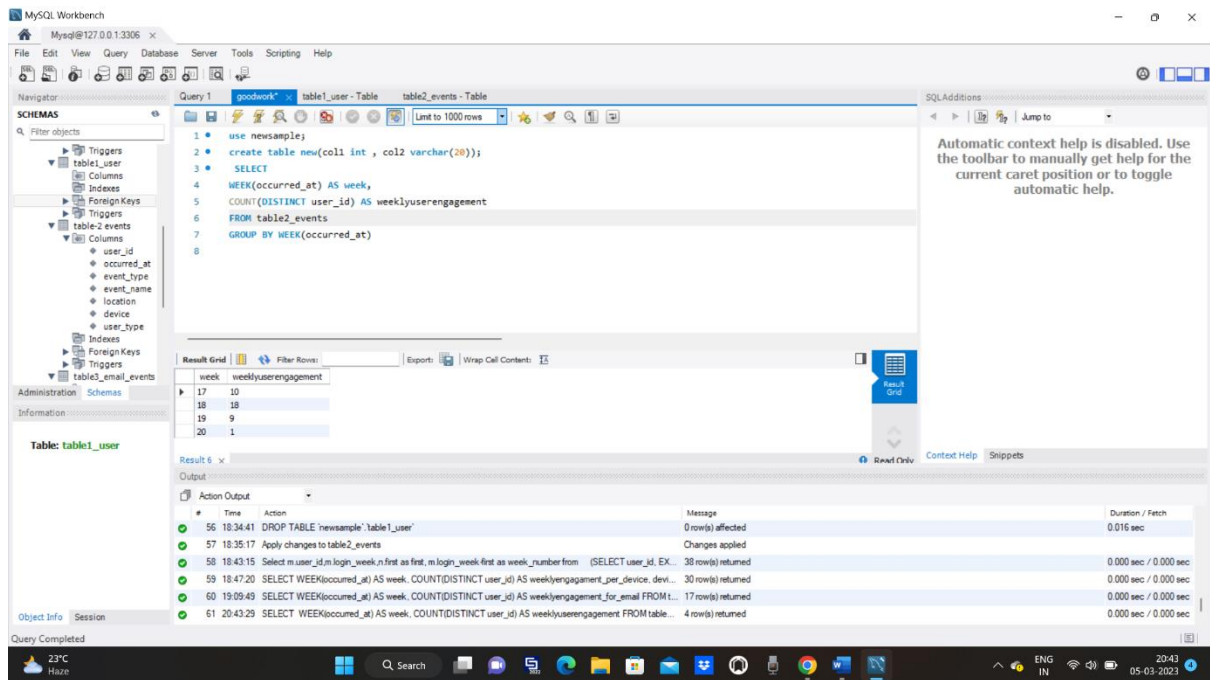 MySQL Workbench
Mysql@127.0.0.1:3306 ×
File Edit View Query Database Server Tools Scripting Help
Navigator
SCHEMAS
Filter objects
Triggers
table1_user
Columns
Indexes
Foreign Keys
Triggers
table-2 events
Columns
user_id
occurred_at
event_type
event_name
location
device
user_type
Indexes
Foreign Keys
Triggers
table3_email_events
Administration Schemas
Information
Table: table1_user
Object Info Session
Query 1 goodwork* × table1_user - Table table2_events - Table
Limit to 1000 rows
1 use newsample;
2 create table new(col1 int , col2 varchar(20));
3 SELECT
4 WEEK(occurred_at) AS week,
5 COUNT(DISTINCT user_id) AS weeklyuserengagement
6 FROM table2_events
7 GROUP BY WEEK(occurred_at)
8
Result Grid Filter Rows: Export: Wrap Cell Content:
week weeklyuserengagement
17 10
18 18
19 9
20 1
Result Grid
Result 6 × Read Only
SQLAdditions
Jump to
Automatic context help is disabled. Use
the toolbar to manually get help for the
current caret position or to toggle
automatic help.
Context Help Snippets
Output
Action Output
# Time Action Message Duration / Fetch
56 18:34:41 DROP TABLE `newsample`.`table1_user` 0 row(s) affected 0.016 sec
57 18:35:17 Apply changes to table2_events Changes applied
58 18:43:15 Select m.user_id,m.login_week,n.first as first, m.login_week-first as week_number from (SELECT user_id, EX... 38 row(s) returned 0.000 sec / 0.000 sec
59 18:47:20 SELECT WEEK(occurred_at) AS week, COUNT(DISTINCT user_id) AS weeklyengagament_per_device, devi... 30 row(s) returned 0.000 sec / 0.000 sec
60 19:09:49 SELECT WEEK(occurred_at) AS week, COUNT(DISTINCT user_id) AS weeklyengagement_for_email FROM t... 17 row(s) returned 0.000 sec / 0.000 sec
61 20:43:29 SELECT WEEK(occurred_at) AS week, COUNT(DISTINCT user_id) AS weeklyuserengagement FROM table... 4 row(s) returned 0.000 sec / 0.000 sec
Query Completed
23°C
Haze
Search
ENG
IN
20:43
05-03-2023
4